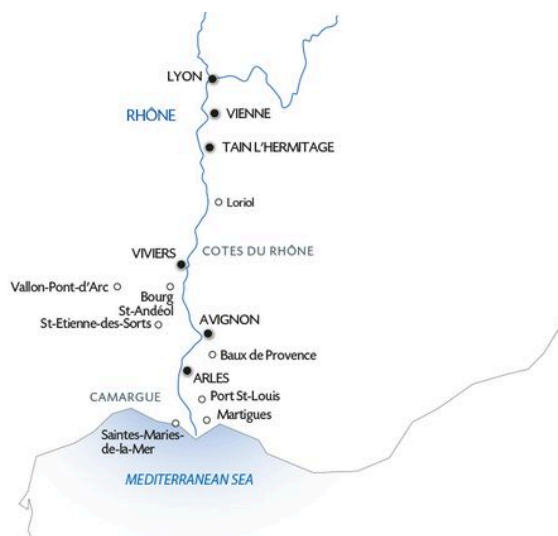 LYON
RHÔNE
VIENNE
TAIN L'HERMITAGE
Loriol
COTES DU RHÔNE
VIVIERS
Vallon-Pont-d'Arc
Bourg
St-Andéol
St-Etienne-des-Sorts
AVIGNON
Baux de Provence
ARLES
CAMARGUE
Port St-Louis
Martigues
Saintes-Maries-
de-la-Mer
MEDITERRANEAN SEA